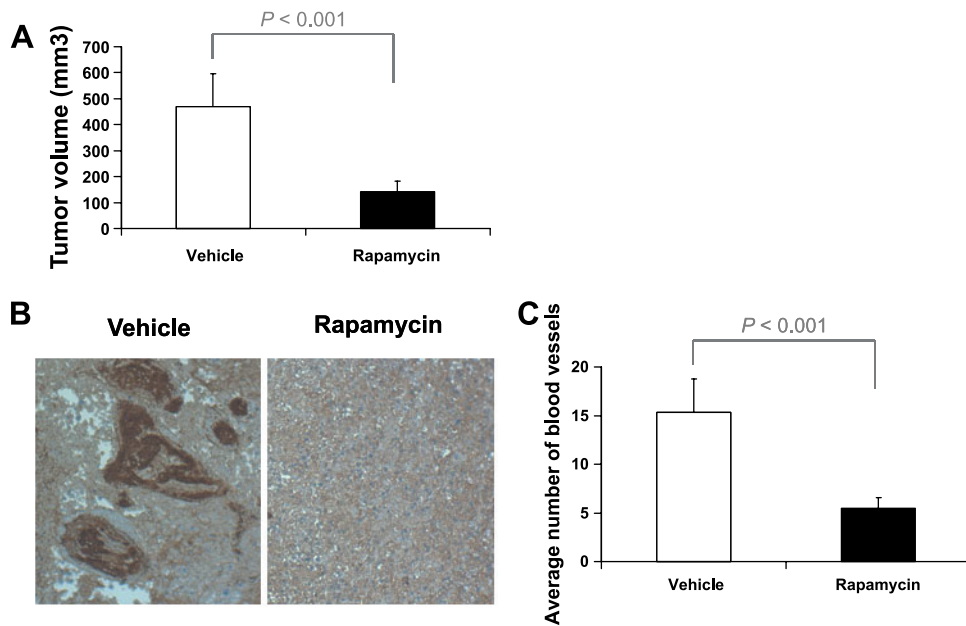 A
P < 0.001
Tumor volume (mm3)
700
600
500
400
300
200
100
0
Vehicle
Rapamycin
B
Vehicle
Rapamycin
C
P < 0.001
Average number of blood vessels
20
15
10
5
0
Vehicle
Rapamycin